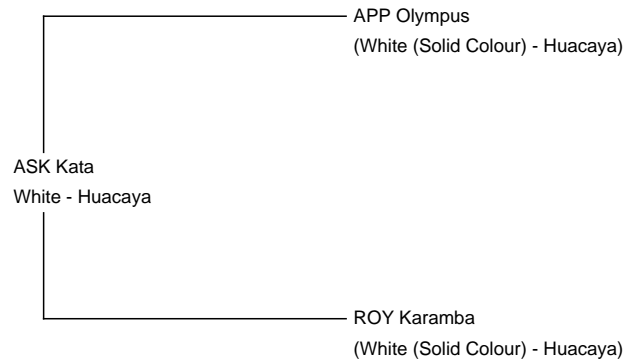 APP Olympus
(White (Solid Colour) - Huacaya)
ASK Kata
White - Huacaya
ROY Karamba
(White (Solid Colour) - Huacaya)